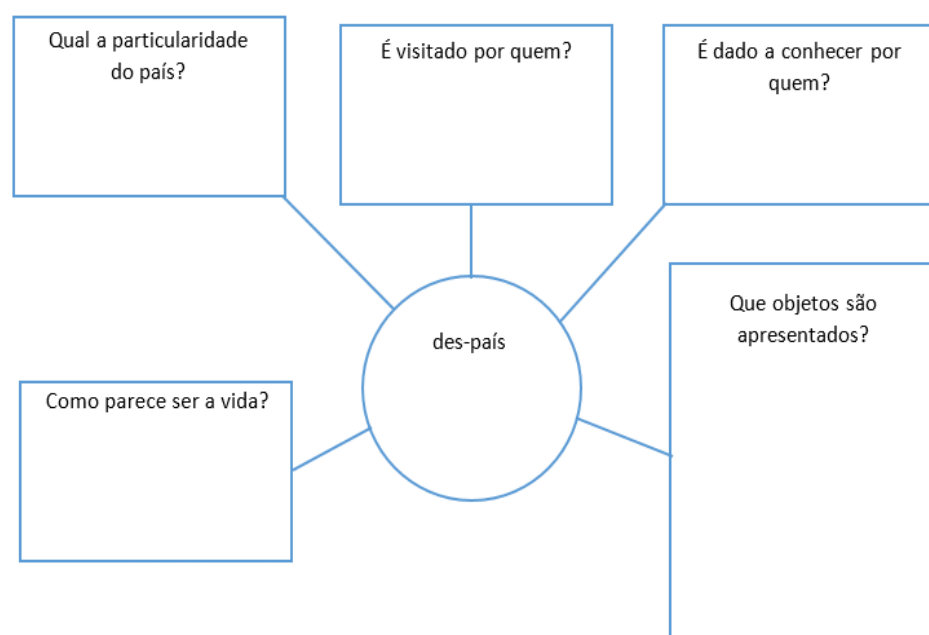 Qual a particularidade
do país?
É visitado por quem?
É dado a conhecer por
quem?
des-país
Que objetos são
apresentados?
Como parece ser a vida?